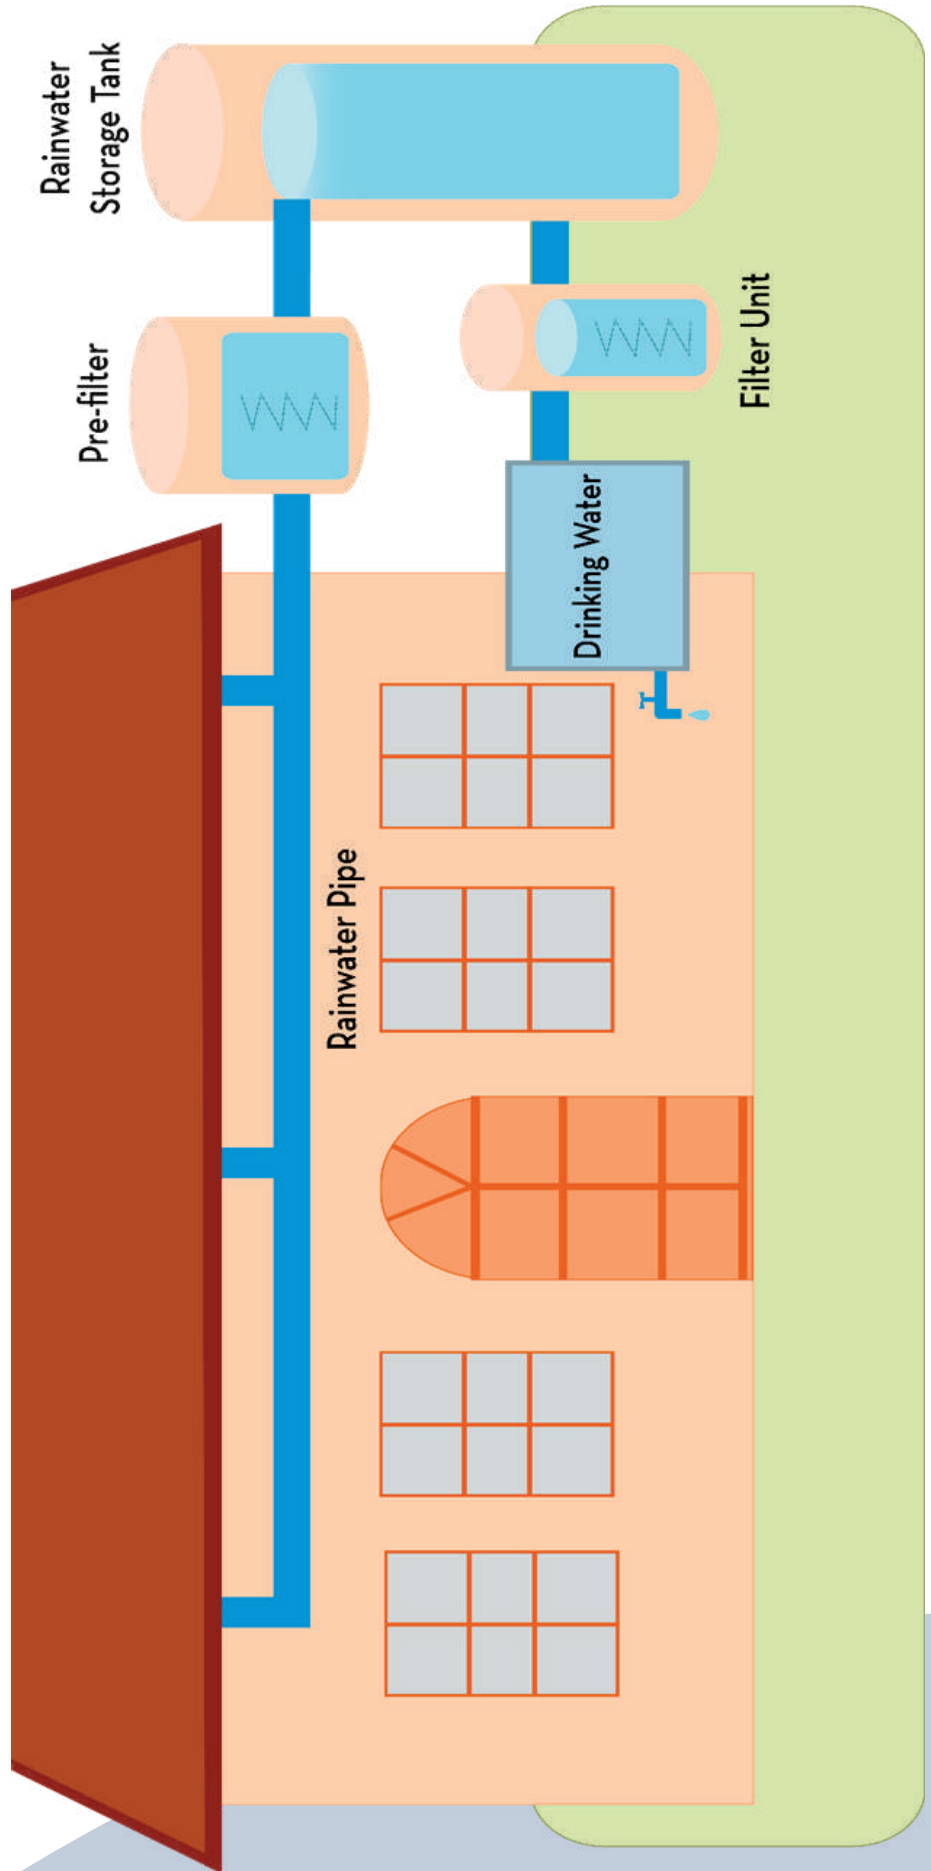 Rainwater
Storage Tank
Pre-filter
Filter Unit
Drinking Water
Rainwater Pipe